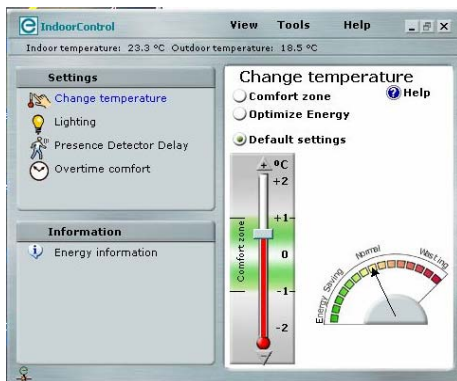 e IndoorControl View Tools Help
Indoor temperature: 23.3 °C Outdoor temperature: 18.5 °C
Settings
Change temperature
Lighting
Presence Detector Delay
Overtime comfort
Information
Energy information
Change temperature
Comfort zone
Help
Optimize Energy
Default settings
+ °C
+2
+1
0
-1
-2
Comfort zone
Energy Saving
Normal
Wasting